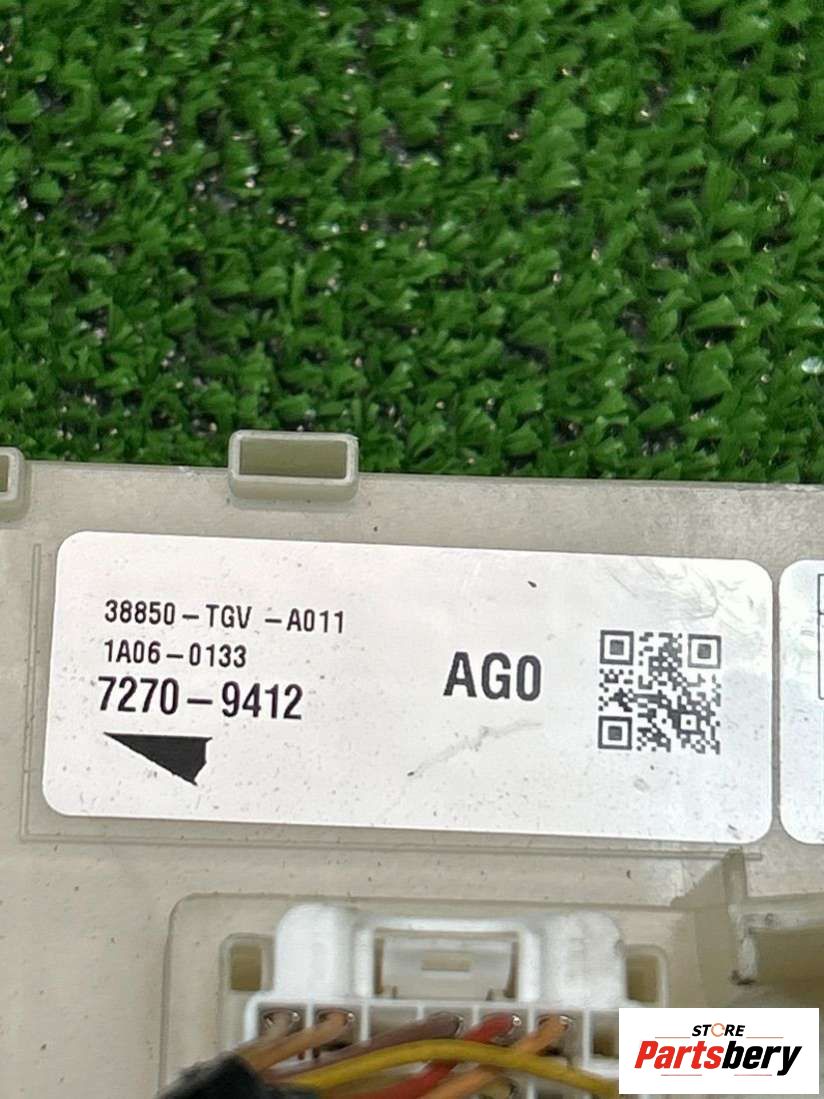 38850-TGV -A011
1A06-0133
7270-9412
AG0
STORE
Partsbery